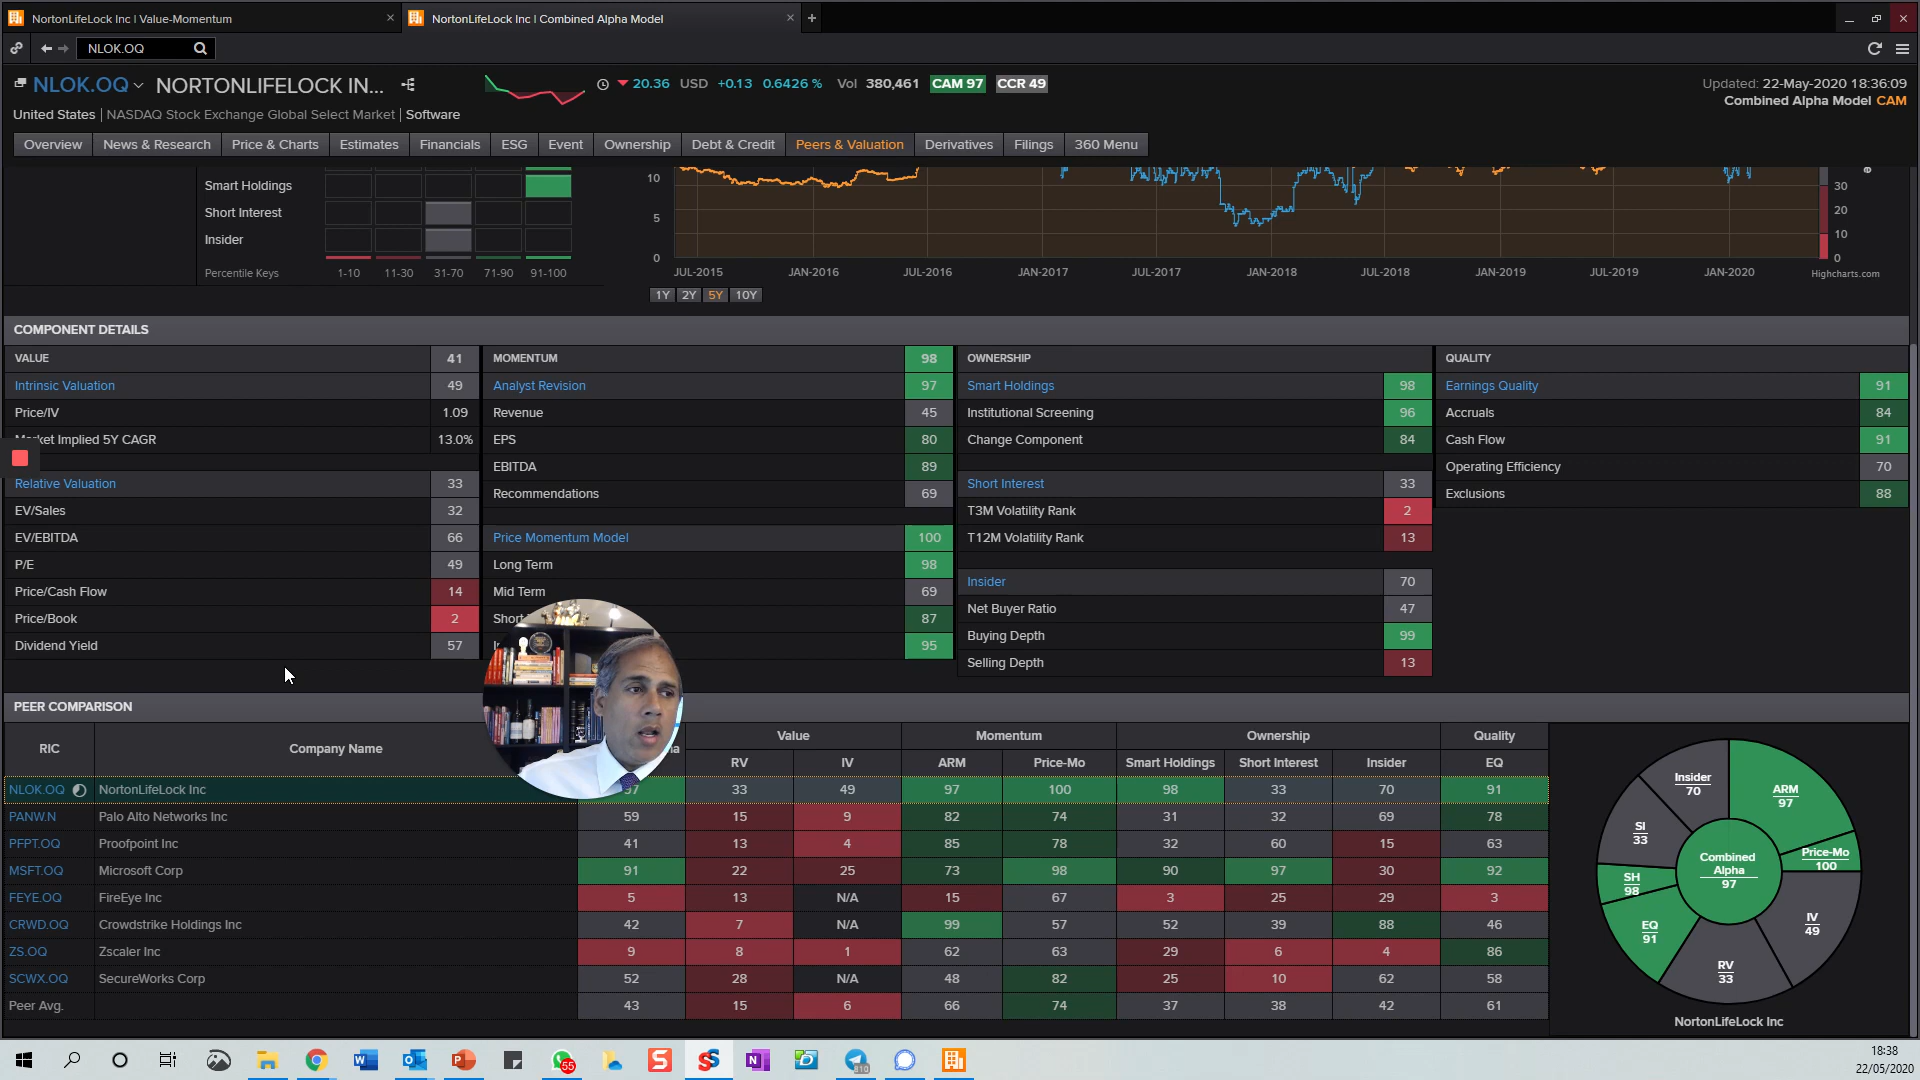 NortonLifeLock Inc | Value-Momentum
NortonLifeLock Inc | Combined Alpha Model
NLOK.OQ
NLOK.OQ NORTONLIFELOCK IN... 20.36 USD +0.13 0.6426 % Vol 380,461 CAM 97 CCR 49
Updated: 22-May-2020 18:36:09
Combined Alpha Model CAM
United States | NASDAQ Stock Exchange Global Select Market | Software
Overview News & Research Price & Charts Estimates Financials ESG Event Ownership Debt & Credit Peers & Valuation Derivatives Filings 360 Menu
Smart Holdings
Short Interest
Insider
Percentile Keys 1-10 11-30 31-70 71-90 91-100
10
5
0
30
20
10
0
JUL-2015 JAN-2016 JUL-2016 JAN-2017 JUL-2017 JAN-2018 JUL-2018 JAN-2019 JUL-2019 JAN-2020
Highcharts.com
1Y 2Y 5Y 10Y
COMPONENT DETAILS
VALUE 41
Intrinsic Valuation 49
Price/IV 1.09
Market Implied 5Y CAGR 13.0%
Relative Valuation 33
EV/Sales 32
EV/EBITDA 66
P/E 49
Price/Cash Flow 14
Price/Book 2
Dividend Yield 57
MOMENTUM 98
Analyst Revision 97
Revenue 45
EPS 80
EBITDA 89
Recommendations 69
Price Momentum Model 100
Long Term 98
Mid Term 69
Short 87
95
OWNERSHIP
Smart Holdings 98
Institutional Screening 96
Change Component 84
Short Interest 33
T3M Volatility Rank 2
T12M Volatility Rank 13
Insider 70
Net Buyer Ratio 47
Buying Depth 99
Selling Depth 13
QUALITY
Earnings Quality 91
Accruals 84
Cash Flow 91
Operating Efficiency 70
Exclusions 88
PEER COMPARISON
RIC Company Name Value Momentum Ownership Quality
RV IV ARM Price-Mo Smart Holdings Short Interest Insider EQ
NLOK.OQ NortonLifeLock Inc 97 33 49 97 100 98 33 70 91
PANW.N Palo Alto Networks Inc 59 15 9 82 74 31 32 69 78
PFPT.OQ Proofpoint Inc 41 13 4 85 78 32 60 15 63
MSFT.OQ Microsoft Corp 91 22 25 73 98 90 97 30 92
FEYE.OQ FireEye Inc 5 13 N/A 15 67 3 25 29 3
CRWD.OQ Crowdstrike Holdings Inc 42 7 N/A 99 57 52 39 88 46
ZS.OQ Zscaler Inc 9 8 1 62 63 29 6 4 86
SCWX.OQ SecureWorks Corp 52 28 N/A 48 82 25 10 62 58
Peer Avg. 43 15 6 66 74 37 38 42 61
Insider
70
ARM
97
SI
33
Price-Mo
100
Combined
Alpha
97
SH
98
IV
49
EQ
91
RV
33
NortonLifeLock Inc
55
810
18:38
22/05/2020